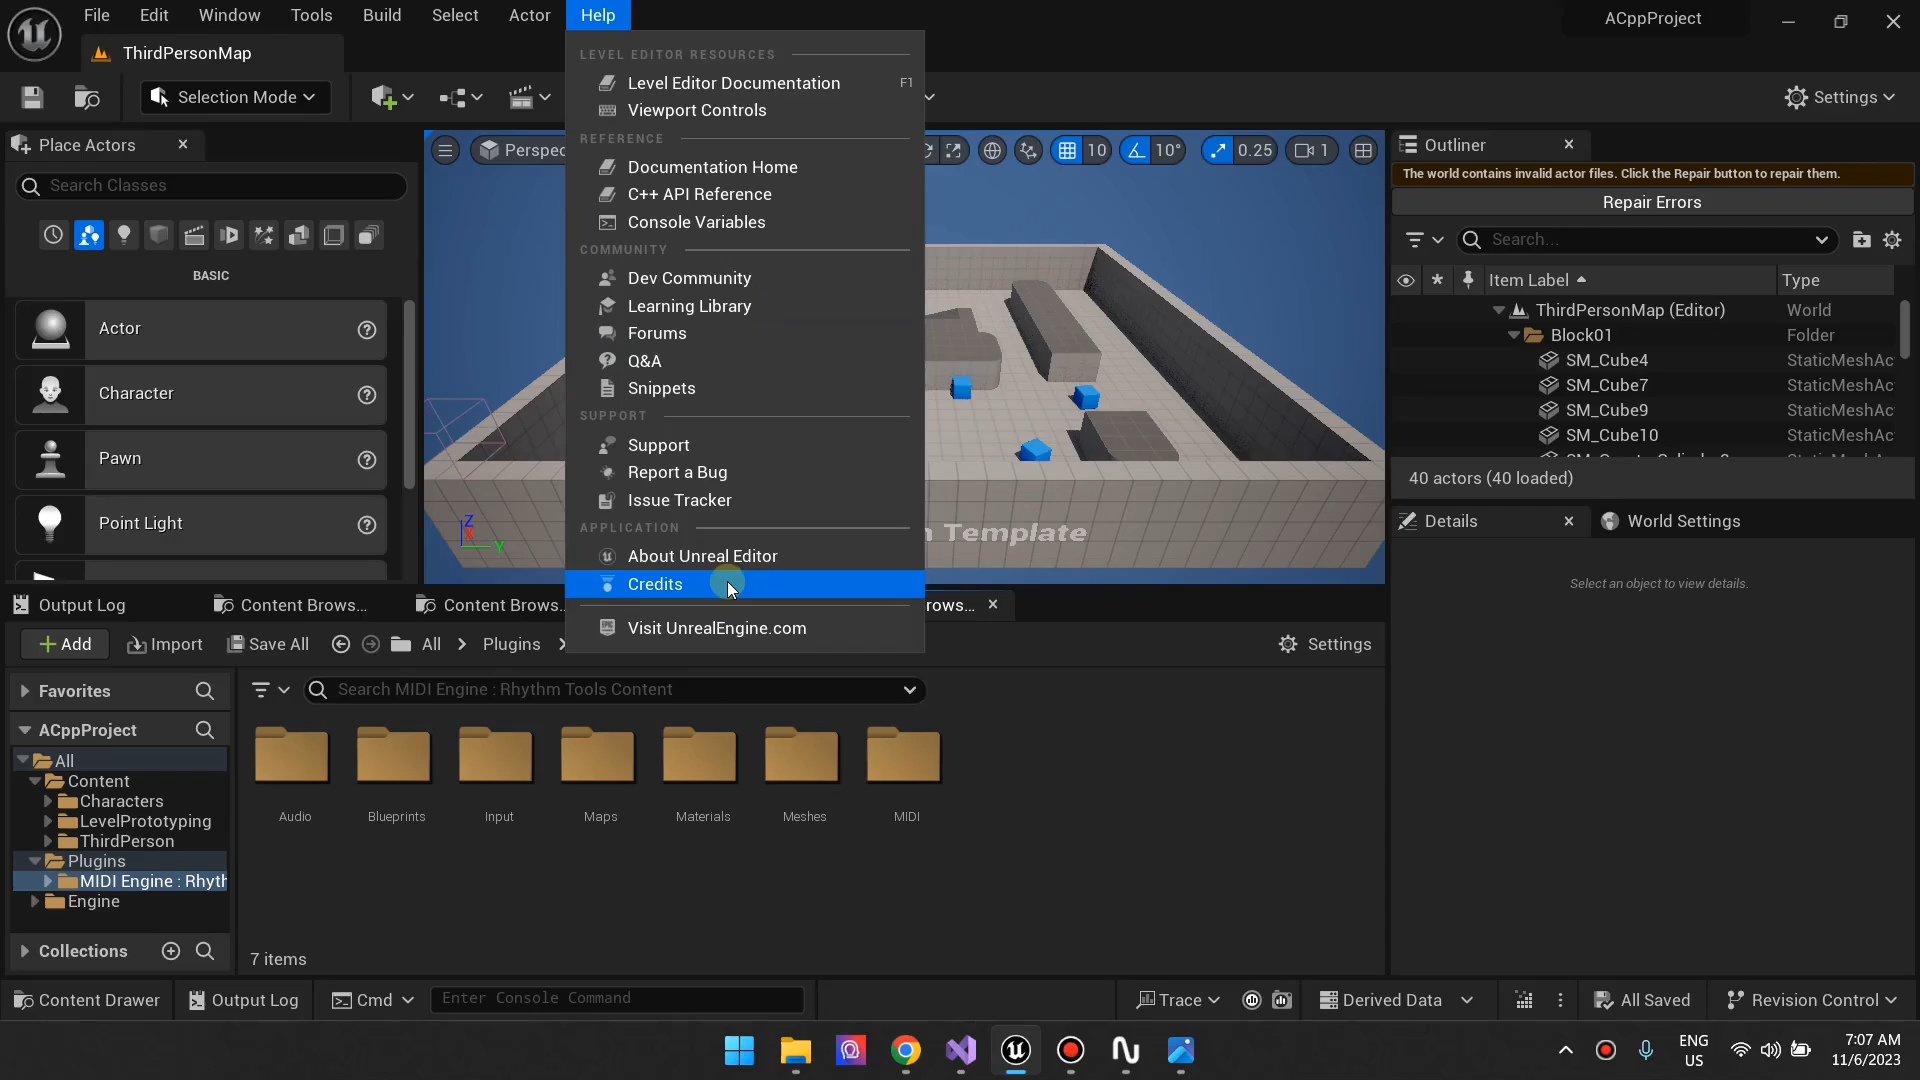 File Edit Window Tools Build Select Actor Help
ACppProject
ThirdPersonMap
Selection Mode
Settings
LEVEL EDITOR RESOURCES
Level Editor Documentation F1
Viewport Controls
REFERENCE
Documentation Home
C++ API Reference
Console Variables
COMMUNITY
Dev Community
Learning Library
Forums
Q&A
Snippets
SUPPORT
Support
Report a Bug
Issue Tracker
APPLICATION
About Unreal Editor
Credits
Visit UnrealEngine.com
Place Actors
Search Classes
BASIC
Actor
Character
Pawn
Point Light
Perspec
10 10° 0.25 1
Template
Z
X
Y
Outliner
The world contains invalid actor files. Click the Repair button to repair them.
Repair Errors
Search...
Item Label Type
ThirdPersonMap (Editor) World
Block01 Folder
SM_Cube4 StaticMeshAc
SM_Cube7 StaticMeshAc
SM_Cube9 StaticMeshAc
SM_Cube10 StaticMeshAc
40 actors (40 loaded)
Details World Settings
Select an object to view details.
Output Log Content Brows... Content Brows... rows...
Add Import Save All All Plugins Settings
Favorites
Search MIDI Engine : Rhythm Tools Content
ACppProject
All
Content
Characters
LevelPrototyping
ThirdPerson
Plugins
MIDI Engine : Rhyth
Engine
Collections
Audio Blueprints Input Maps Materials Meshes MIDI
7 items
Content Drawer Output Log Cmd Enter Console Command Trace Derived Data All Saved Revision Control
ENG
US
7:07 AM
11/6/2023